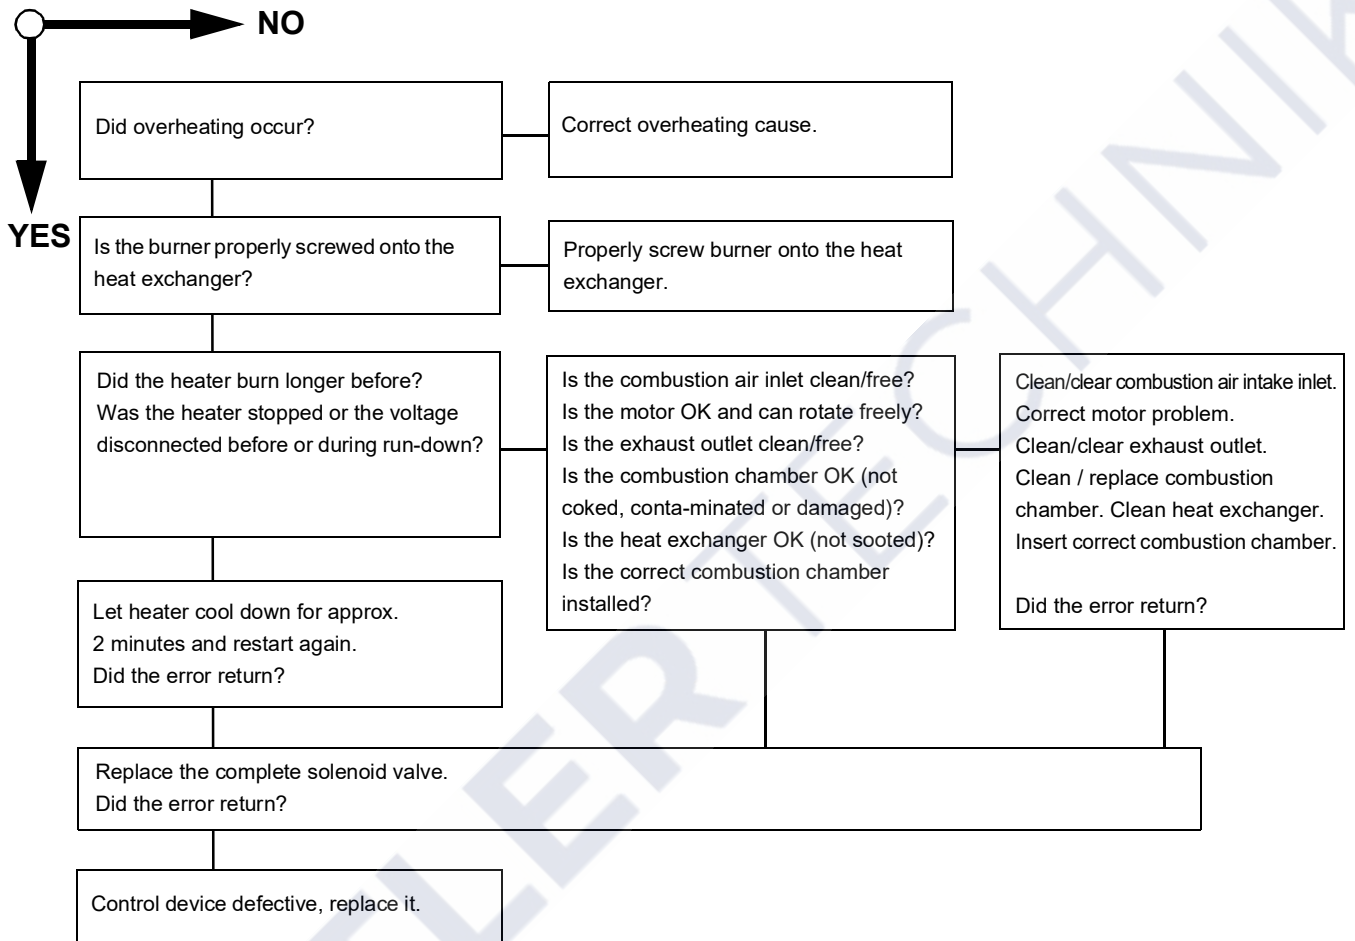 NO
YES
Did overheating occur?
Correct overheating cause.
Is the burner properly screwed onto the
heat exchanger?
Properly screw burner onto the heat
exchanger.
Did the heater burn longer before?
Was the heater stopped or the voltage
disconnected before or during run-down?
Is the combustion air inlet clean/free?
Is the motor OK and can rotate freely?
Is the exhaust outlet clean/free?
Is the combustion chamber OK (not
coked, conta-minated or damaged)?
Is the heat exchanger OK (not sooted)?
Is the correct combustion chamber
installed?
Clean/clear combustion air intake inlet.
Correct motor problem.
Clean/clear exhaust outlet.
Clean / replace combustion
chamber. Clean heat exchanger.
Insert correct combustion chamber.
Did the error return?
Let heater cool down for approx.
2 minutes and restart again.
Did the error return?
Replace the complete solenoid valve.
Did the error return?
Control device defective, replace it.
TLER TECHNIK